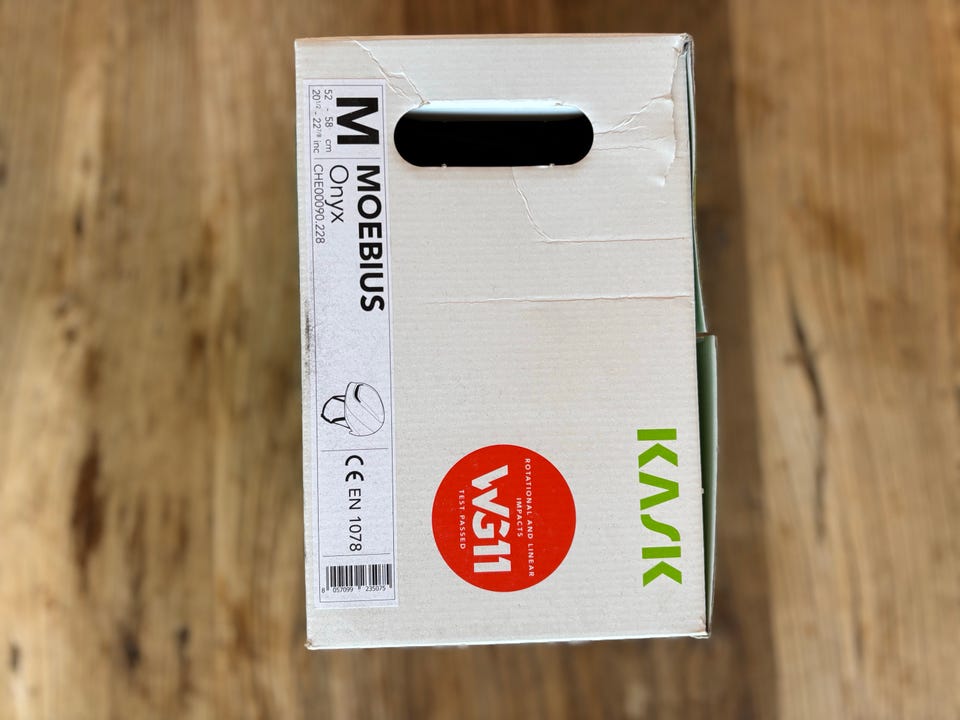 KASK
ROTATIONAL AND LINEAR
IMPACTS
WG11
TEST PASSED
M
52 - 58 cm
20¹/² - 22⁷/⁸ inc
MOEBIUS
Onyx
CHE00090.228
CE EN 1078
8 057099 235075